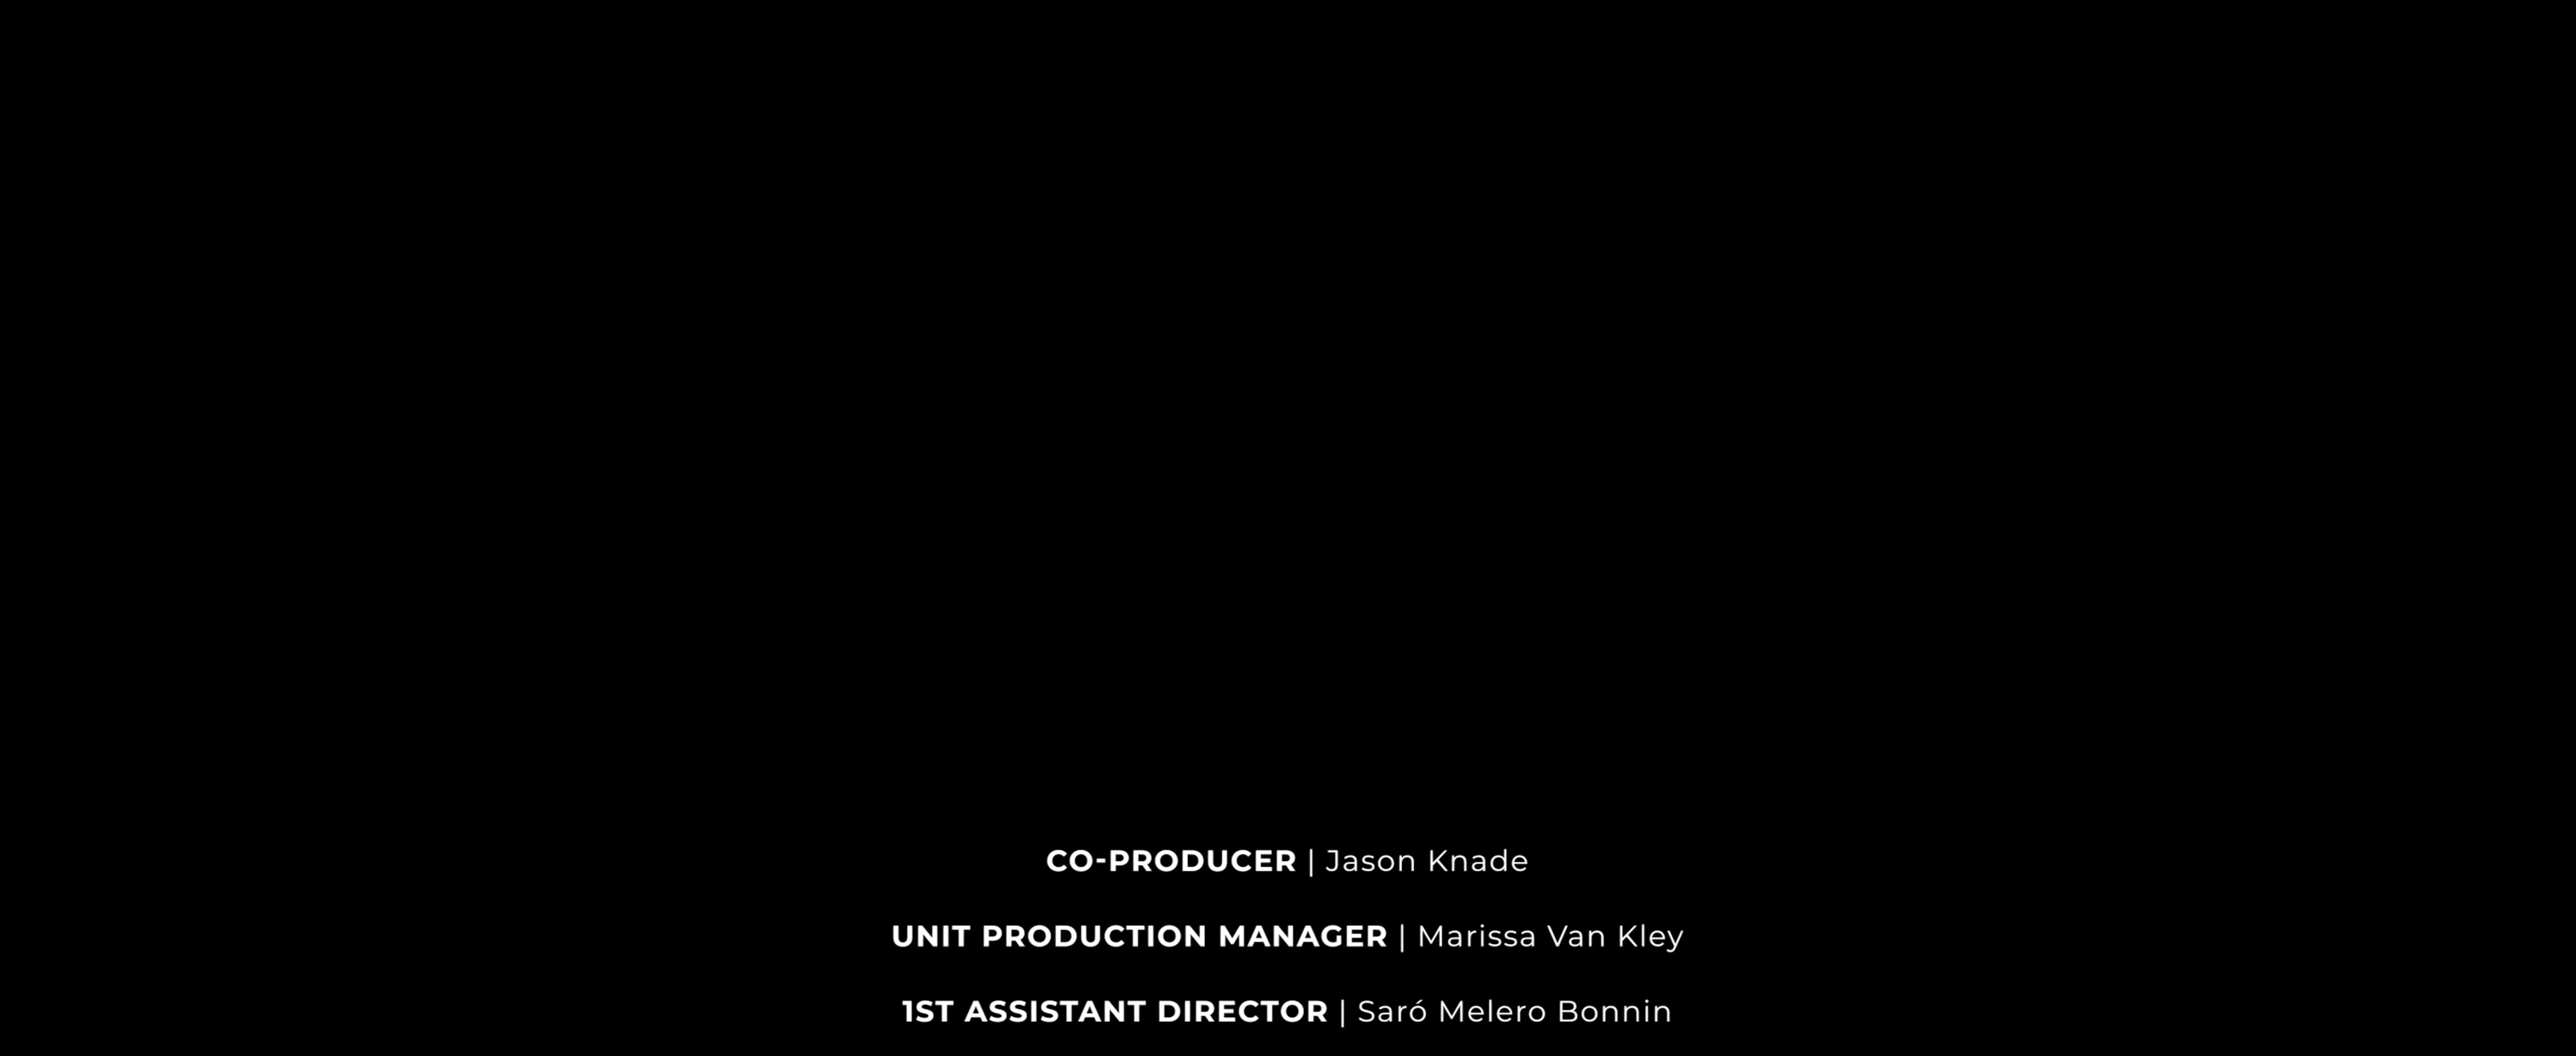 CO-PRODUCER | Jason Knade
UNIT PRODUCTION MANAGER | Marissa Van Kley
1ST ASSISTANT DIRECTOR | Saró Melero Bonnin